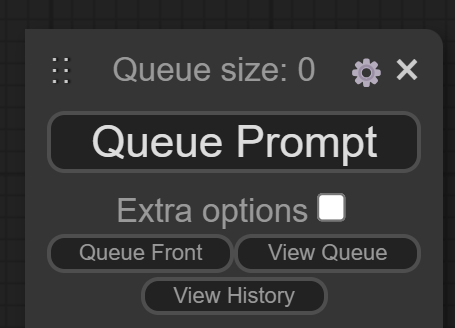 Queue size: 0
Queue Prompt
Extra options
Queue Front View Queue
View History